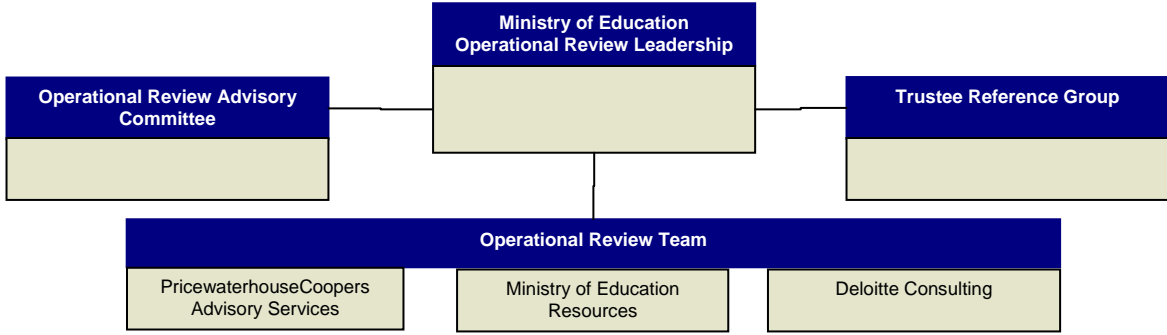 Ministry of Education
Operational Review Leadership
Operational Review Advisory
Committee
Trustee Reference Group
Operational Review Team
PricewaterhouseCoopers
Advisory Services
Ministry of Education
Resources
Deloitte Consulting